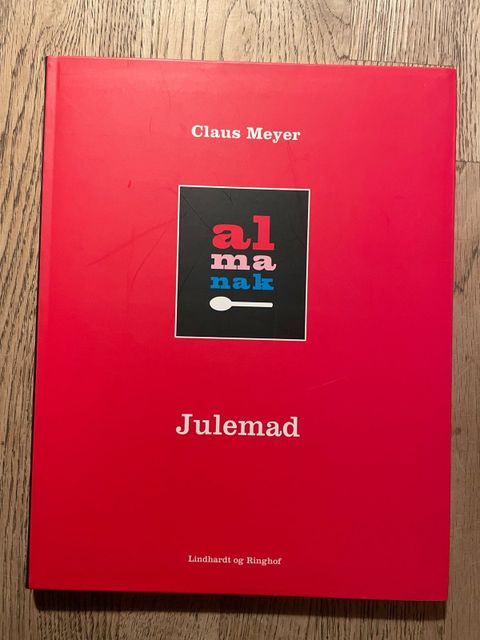 Claus Meyer
al
ma
nak
Julemad
Lindhardt og Ringhof